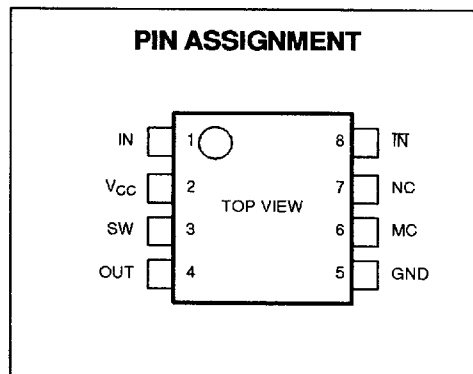 PIN ASSIGNMENT
IN 1 8 I̅N̅
VCC 2 7 NC
TOP VIEW
SW 3 6 MC
OUT 4 5 GND